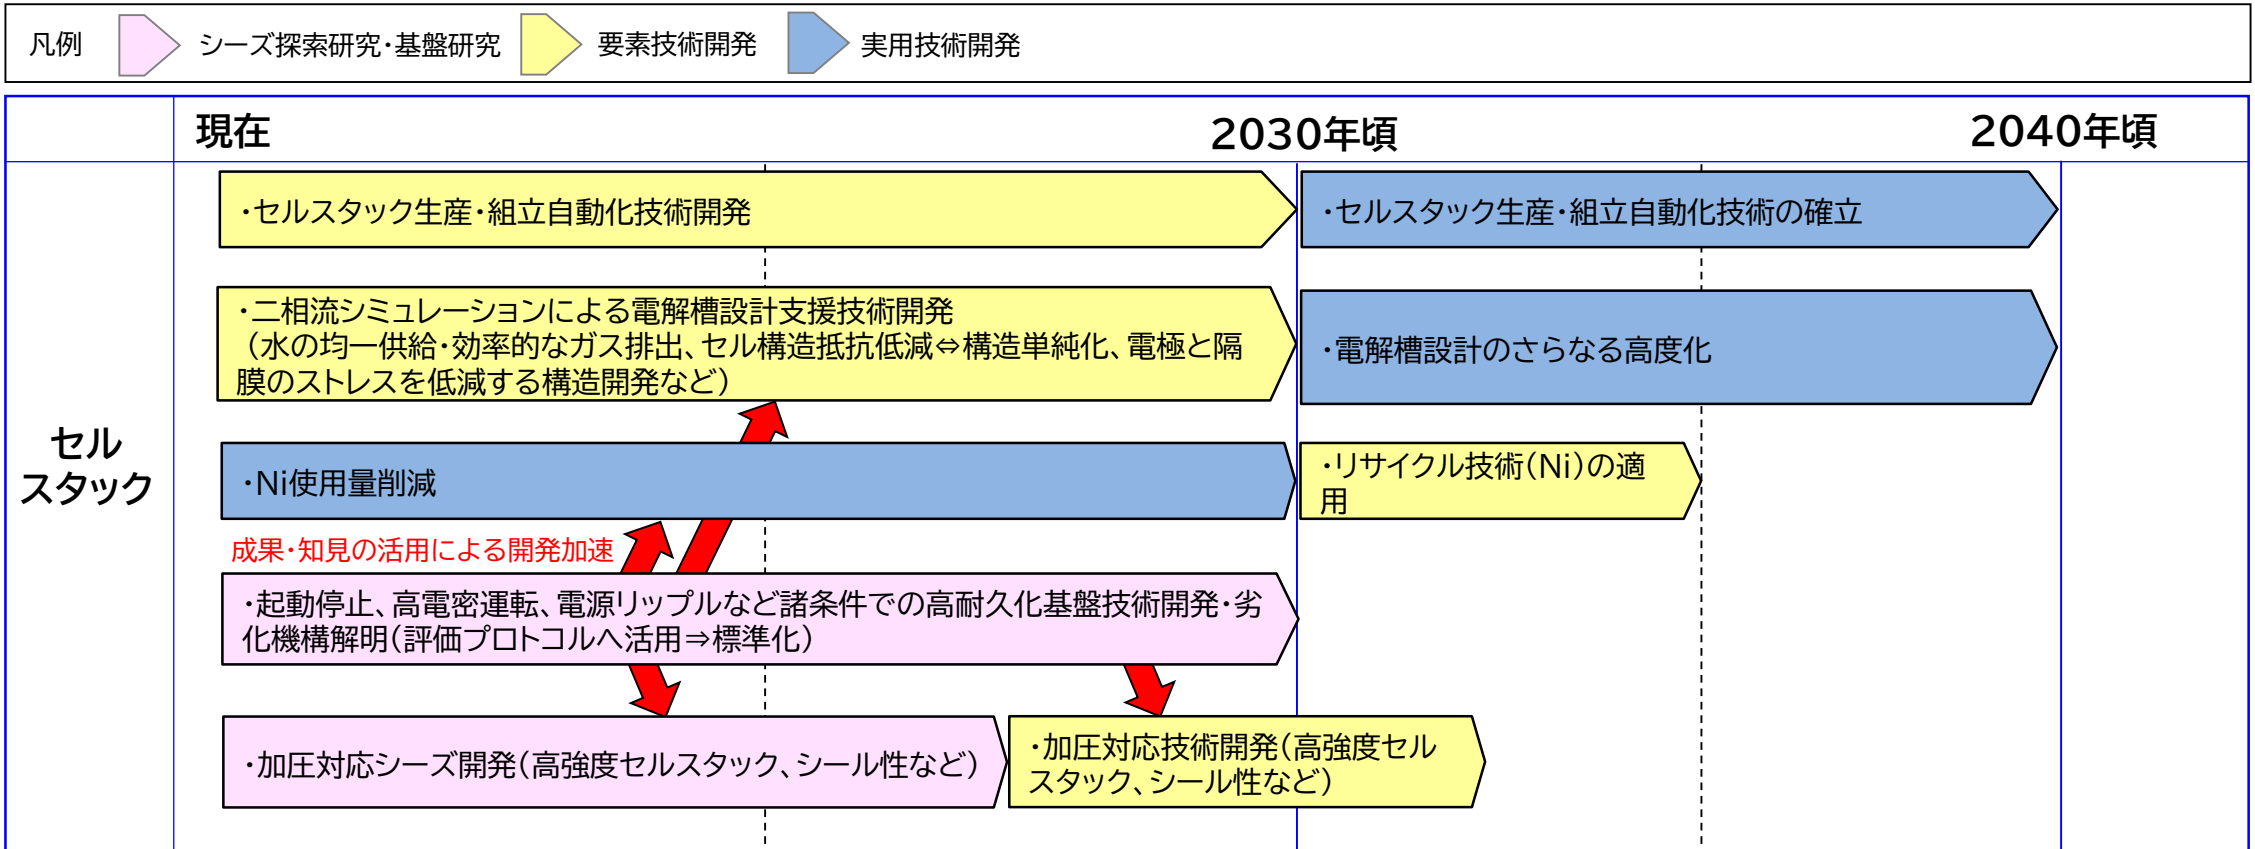 凡例
シーズ探索研究・基盤研究
要素技術開発
実用技術開発
現在
2030年頃
2040年頃
セル
スタック
・セルスタック生産・組立自動化技術開発
・セルスタック生産・組立自動化技術の確立
・二相流シミュレーションによる電解槽設計支援技術開発
（水の均一供給・効率的なガス排出、セル構造抵抗低減⇔構造単純化、電極と隔
膜のストレスを低減する構造開発など）
・電解槽設計のさらなる高度化
・Ni使用量削減
・リサイクル技術（Ni）の適
用
成果・知見の活用による開発加速
・起動停止、高電密運転、電源リップルなど諸条件での高耐久化基盤技術開発・劣
化機構解明（評価プロトコルへ活用⇒標準化）
・加圧対応シーズ開発（高強度セルスタック、シール性など）
・加圧対応技術開発（高強度セル
スタック、シール性など）